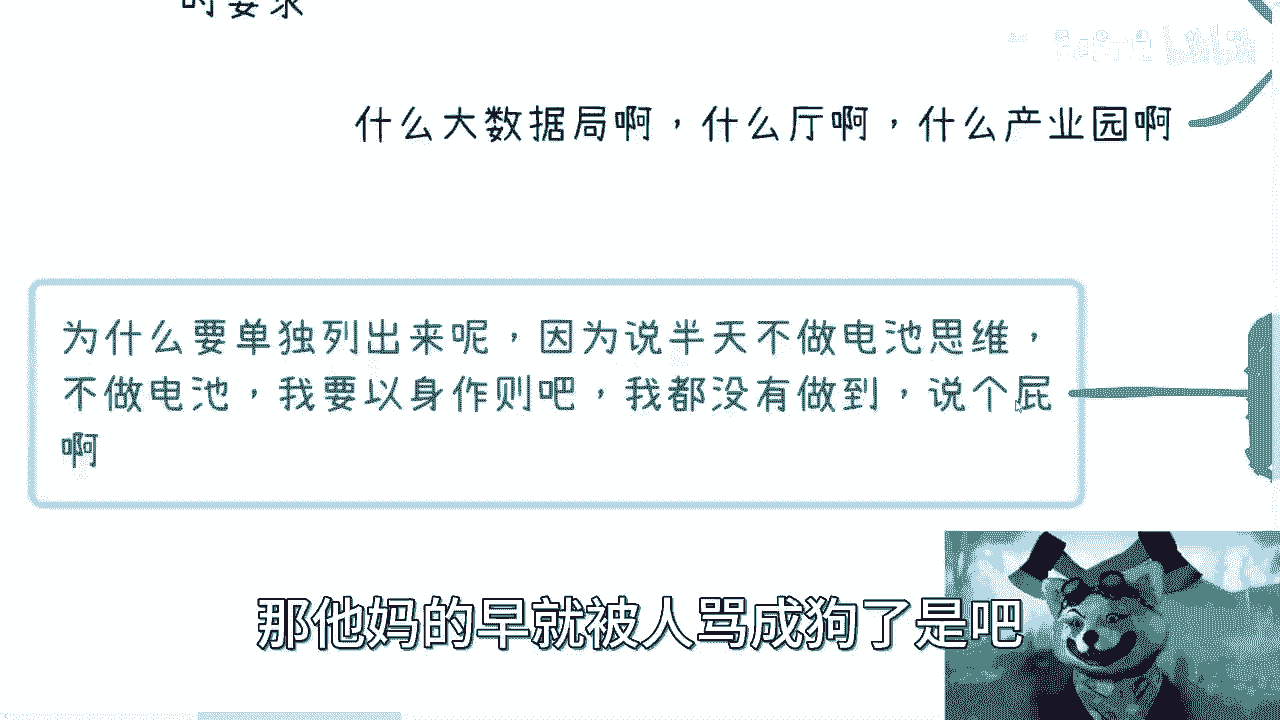 时要求
什么大数据局啊，什么厅啊，什么产业园啊
为什么要单独列出来呢，因为说半天不做电池思维，
不做电池，我要以身作则吧，我都没有做到，说个屁
啊
那他妈的早就被人骂成狗了是吧